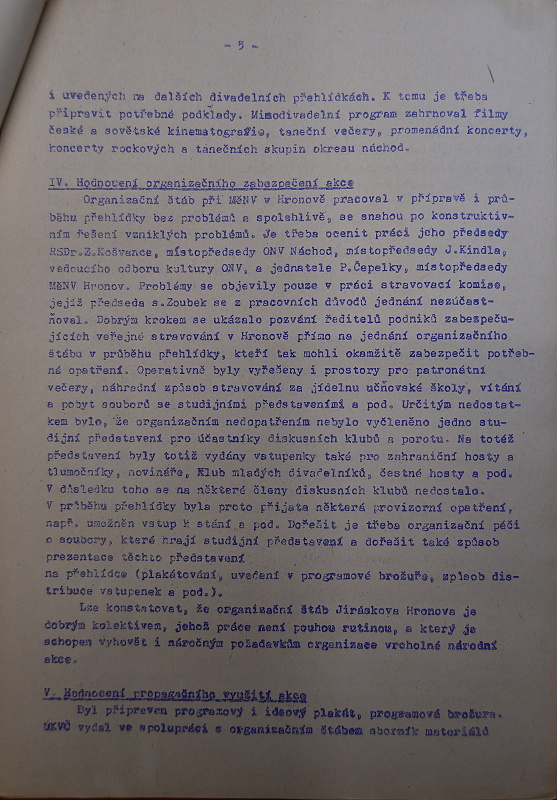 - 5 -
i uvedených na dalších divadelních přehlídkách. K tomu je třeba
připravit potřebné podklady. Mimodivadelní program zahrnoval filmy
české a sovětské kinematografie, taneční večery, promenádní koncerty,
koncerty rockových a tanečních skupin okresu náchod.
IV. Hodnocení organizačního zabezpečení akce
Organizační štáb při MěNV v Hronově pracoval v přípravě i prů-
běhu přehlídky bez problémů a spolehlivě, se snahou po konstruktiv-
ním řešení vzniklých problémů. Je třeba ocenit práci jeho předsedy
RSDr.Z.Košvance, místopředsedy ONV Náchod, místopředsedy J.Kindla,
vedoucího odboru kultury ONV, a jednatele P.Čepelky, místopředsedy
MěNV Hronov. Problémy se objevily pouze v práci stravovací komise,
jejíž předseda s.Zoubek se z pracovních důvodů jednání nezúčast-
ňoval. Dobrým krokem se ukázalo pozvání ředitelů podniků zabezpeču-
jících veřejné stravování v Hronově přímo na jednání organizačního
štábu v průběhu přehlídky, kteří tak mohli okamžitě zabezpečit potřeb-
ná opatření. Operativně byly vyřešeny i prostory pro patronátní
večery, náhradní způsob stravování za jídelnu učňovské školy, vítání
a pobyt souborů se studijními představeními a pod. Určitým nedostat-
kem bylo, že organizačním nedopatřením nebylo vyčleněno jedno stu-
dijní představení pro účastníky diskusních klubů a porotu. Na totéž
představení byly totiž vydány vstupenky také pro zahraniční hosty a
tlumočníky, novináře, Klub mladých divadelníků, čestné hosty a pod.
V důsledku toho se na některé členy diskusních klubů nedostalo.
V průběhu přehlídky byla proto přijata některá provizorní opatření,
např. umožněn vstup k stání a pod. Dořešit je třeba organizační péči
o soubory, které hrají studijní představení a dořešit také způsob
prezentace těchto představení
na přehlídce (plakátování, uvedení v programové brožuře, způsob dis-
tribuce vstupenek a pod.).
Lze konstatovat, že organizační štáb Jiráskova Hronova je
dobrým kolektivem, jehož práce není pouhou rutinou, a který je
schopen vyhovět i náročným požadavkům organizace vrcholné národní
akce.
V. Hodnocení propagačního využití akce
Byl připraven programový i ideový plakát, programová brožura.
ÚKVČ vydal ve spolupráci s organizačním štábem sborník materiálů